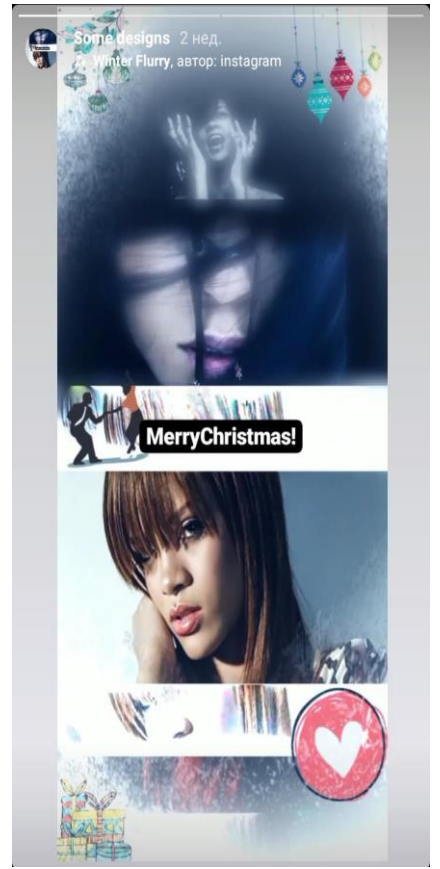 Some designs 2 нед.
Winter Flurry, автор: instagram
MerryChristmas!